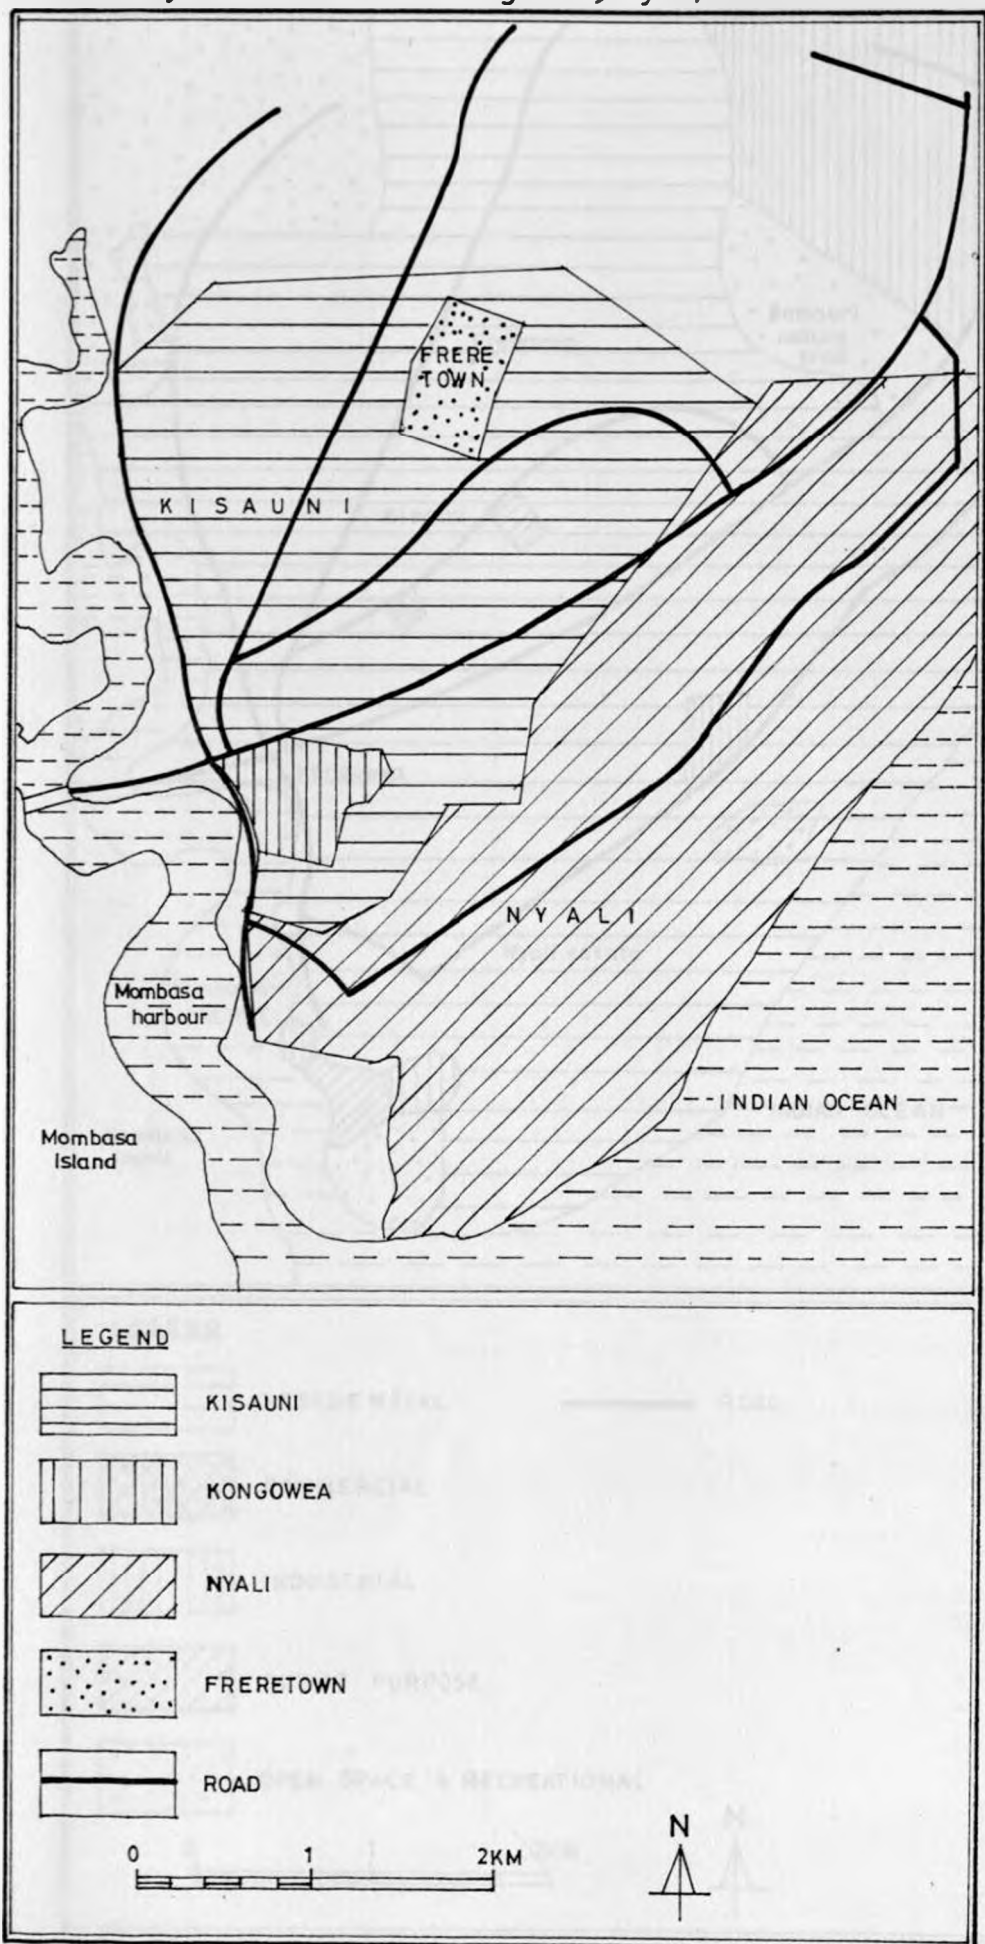 FRERE
TOWN
KISAUNI
NYALI
Mombasa
harbour
INDIAN OCEAN
Mombasa
Island
LEGEND
KISAUNI
KONGOWEA
NYALI
FRERETOWN
ROAD
0 1 2KM
N